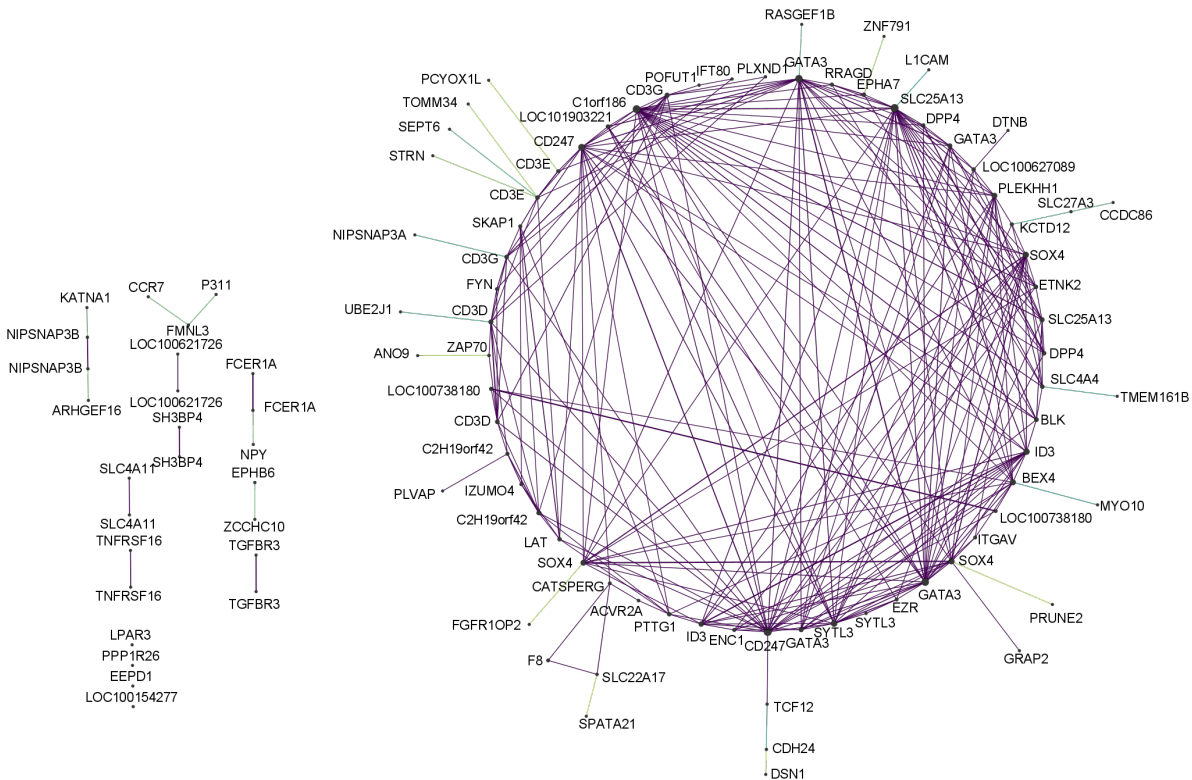 RASGEF1B
ZNF791
L1CAM
PLXND1
GATA3
RRAGD
IFT80
POFUT1
EPHA7
PCYOX1L
CD3G
SLC25A13
TOMM34
C1orf186
LOC101903221
DPP4
DTNB
SEPT6
CD247
GATA3
STRN
CD3E
LOC100627089
CD3E
PLEKHH1
SLC27A3
CCDC86
SKAP1
KCTD12
NIPSNAP3A
CD3G
SOX4
FYN
ETNK2
UBE2J1
CD3D
SLC25A13
ANO9
ZAP70
DPP4
LOC100738180
SLC4A4
TMEM161B
CD3D
BLK
C2H19orf42
ID3
PLVAP
IZUMO4
BEX4
MYO10
C2H19orf42
LOC100738180
LAT
ITGAV
SOX4
SOX4
CATSPERG
GATA3
ACVR2A
EZR
PRUNE2
FGFR1OP2
PTTG1
SYTL3
ID3
ENC1
CD247
GATA3
SYTL3
GRAP2
F8
SLC22A17
SPATA21
TCF12
CDH24
DSN1
KATNA1
CCR7
P311
NIPSNAP3B
FMNL3
LOC100621726
NIPSNAP3B
FCER1A
ARHGEF16
LOC100621726
FCER1A
SH3BP4
NPY
SH3BP4
SLC4A11
EPHB6
SLC4A11
ZCCHC10
TNFRSF16
TGFBR3
TNFRSF16
TGFBR3
LPAR3
PPP1R26
EEPD1
LOC100154277